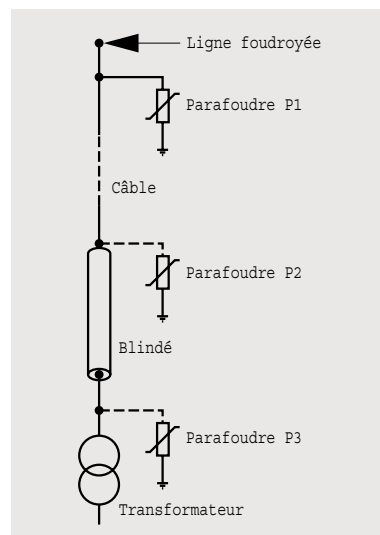 Ligne foudroyée
Parafoudre P1
Câble
Parafoudre P2
Blindé
Parafoudre P3
Transformateur